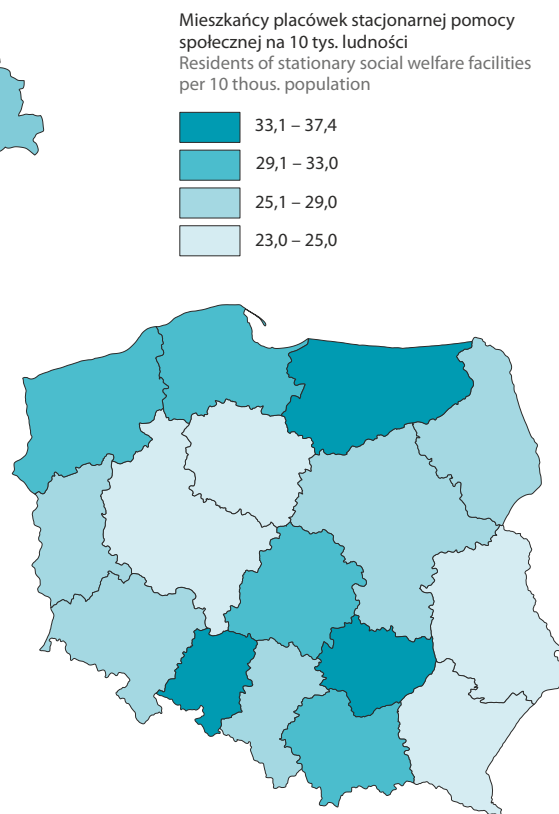 Mieszkańcy placówek stacjonarnej pomocy
społecznej na 10 tys. ludności
Residents of stationary social welfare facilities
per 10 thous. population
33,1 – 37,4
29,1 – 33,0
25,1 – 29,0
23,0 – 25,0